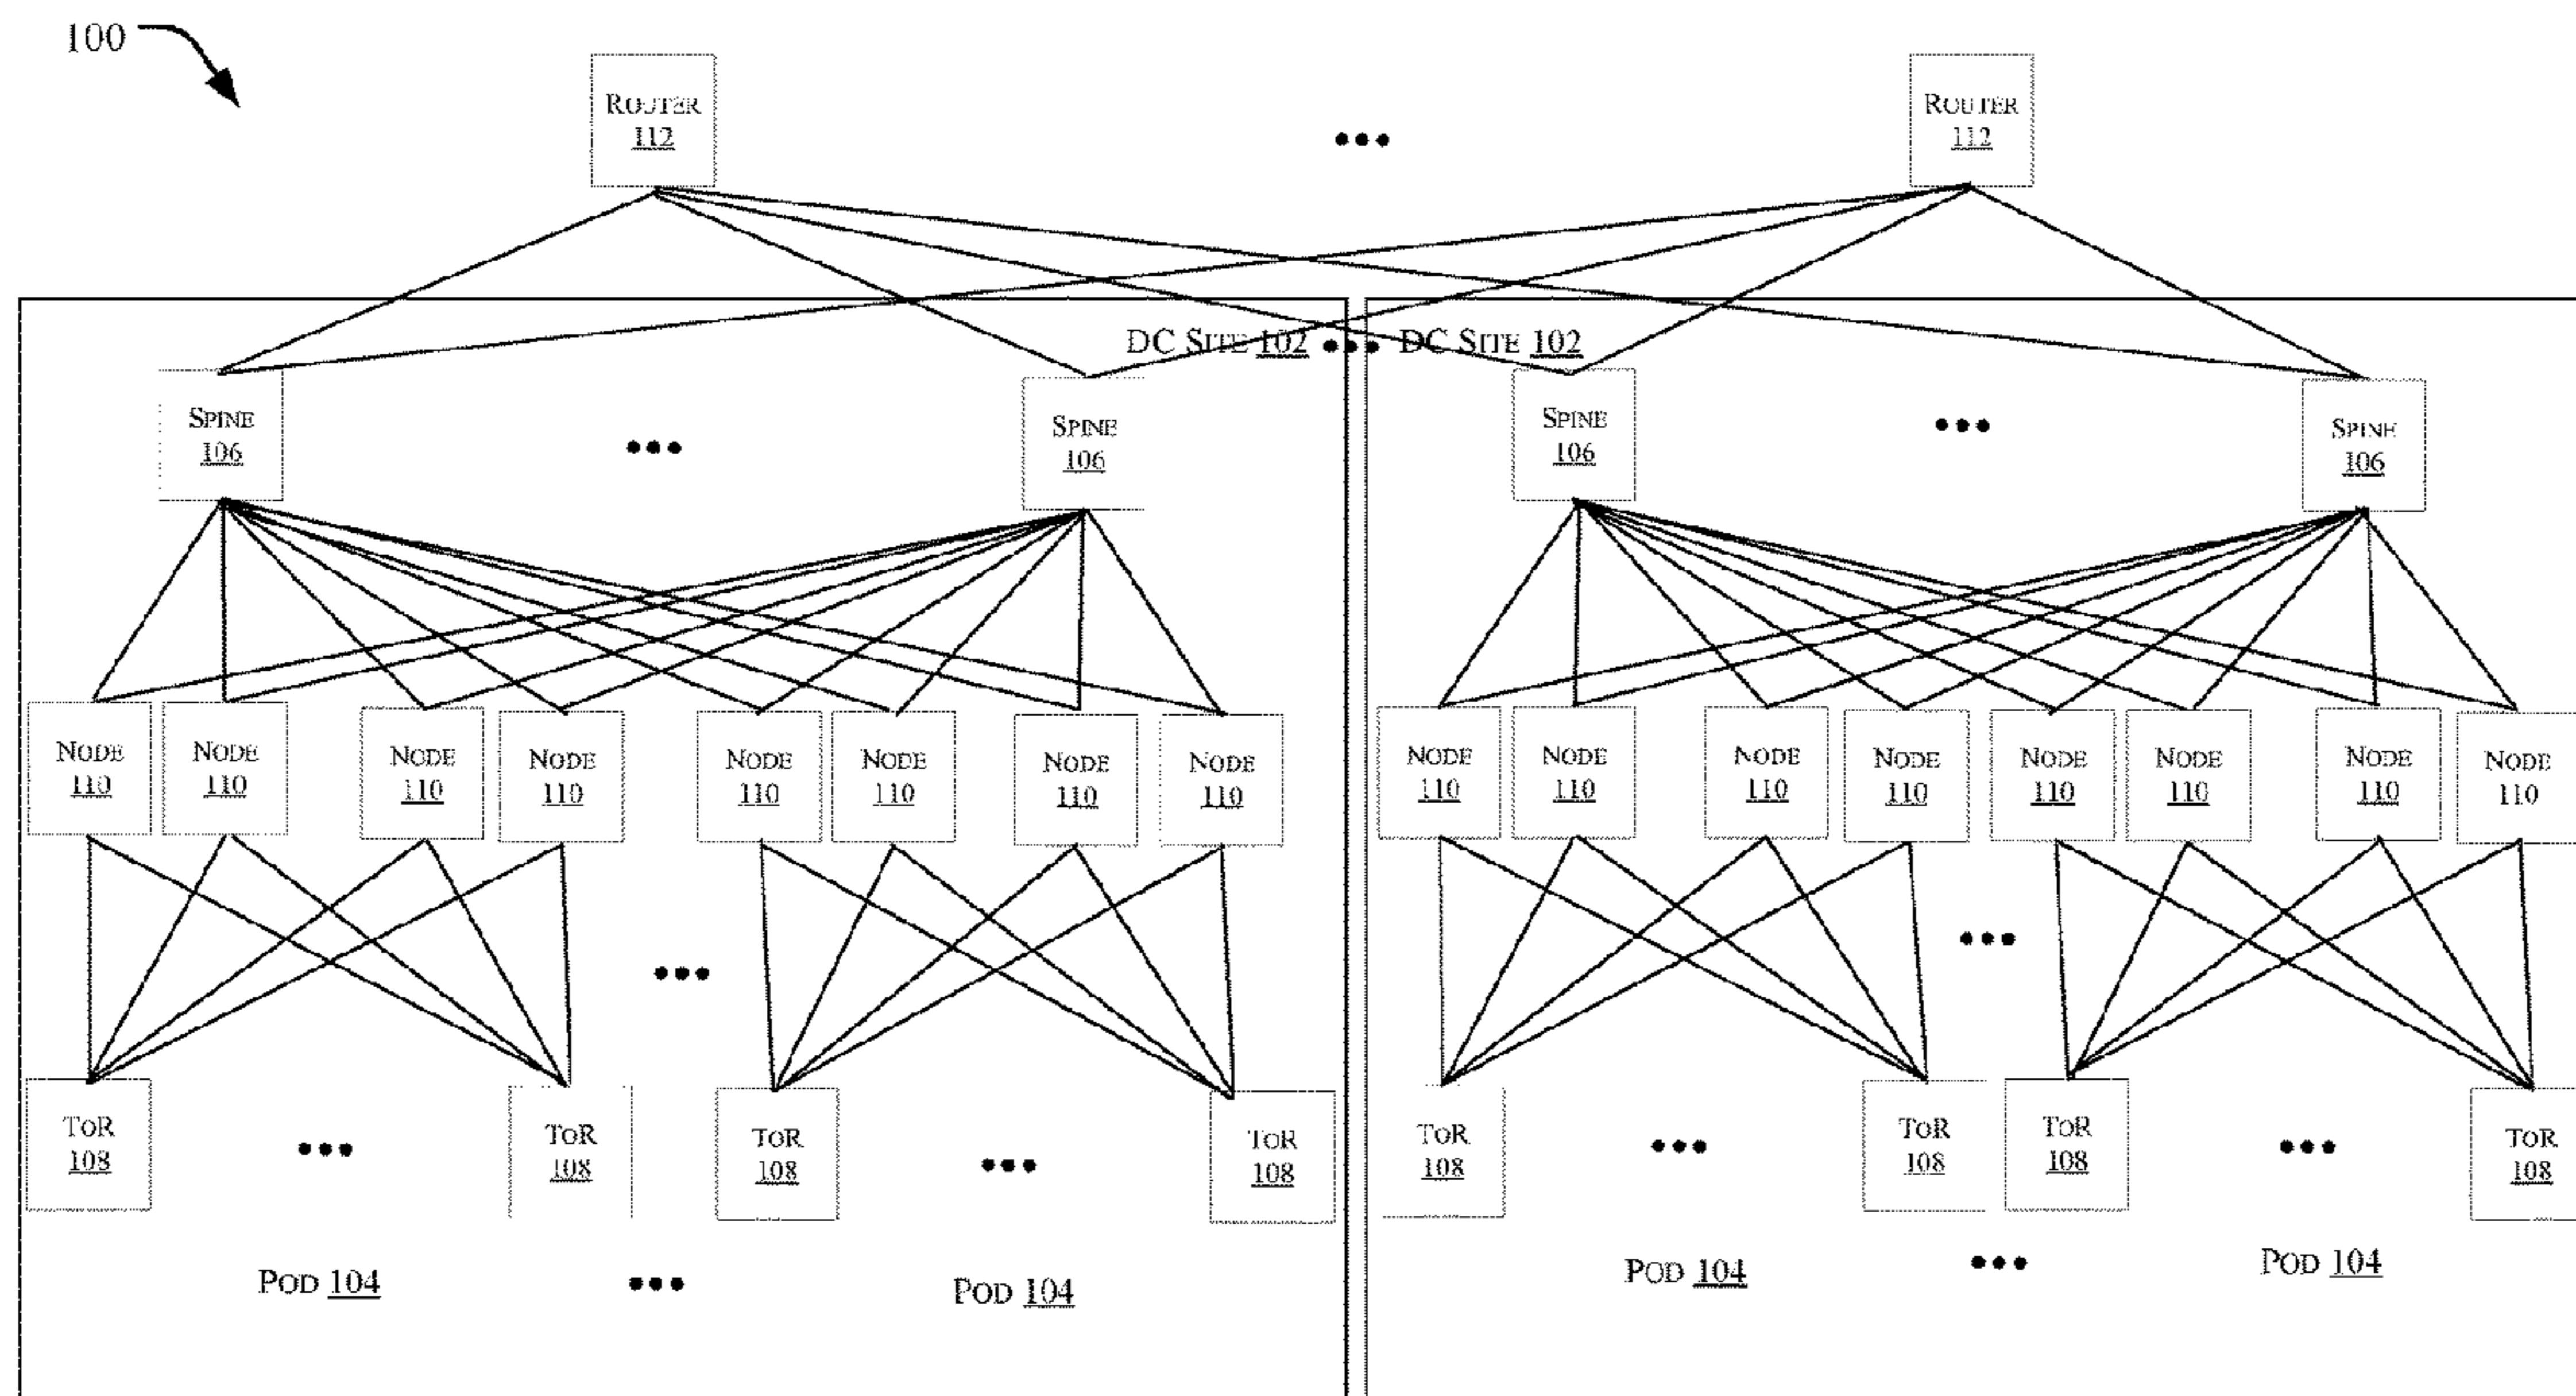 100
ROUTER
112
ROUTER
112
DC SITE 102
DC SITE 102
SPINE
106
SPINE
106
SPINE
106
SPINE
106
NODE
110
NODE
110
NODE
110
NODE
110
NODE
110
NODE
110
NODE
110
NODE
110
NODE
110
NODE
110
NODE
110
NODE
110
NODE
110
NODE
110
NODE
110
NODE
110
TOR
108
TOR
108
TOR
108
TOR
108
TOR
108
TOR
108
TOR
108
TOR
108
POD 104
POD 104
POD 104
POD 104